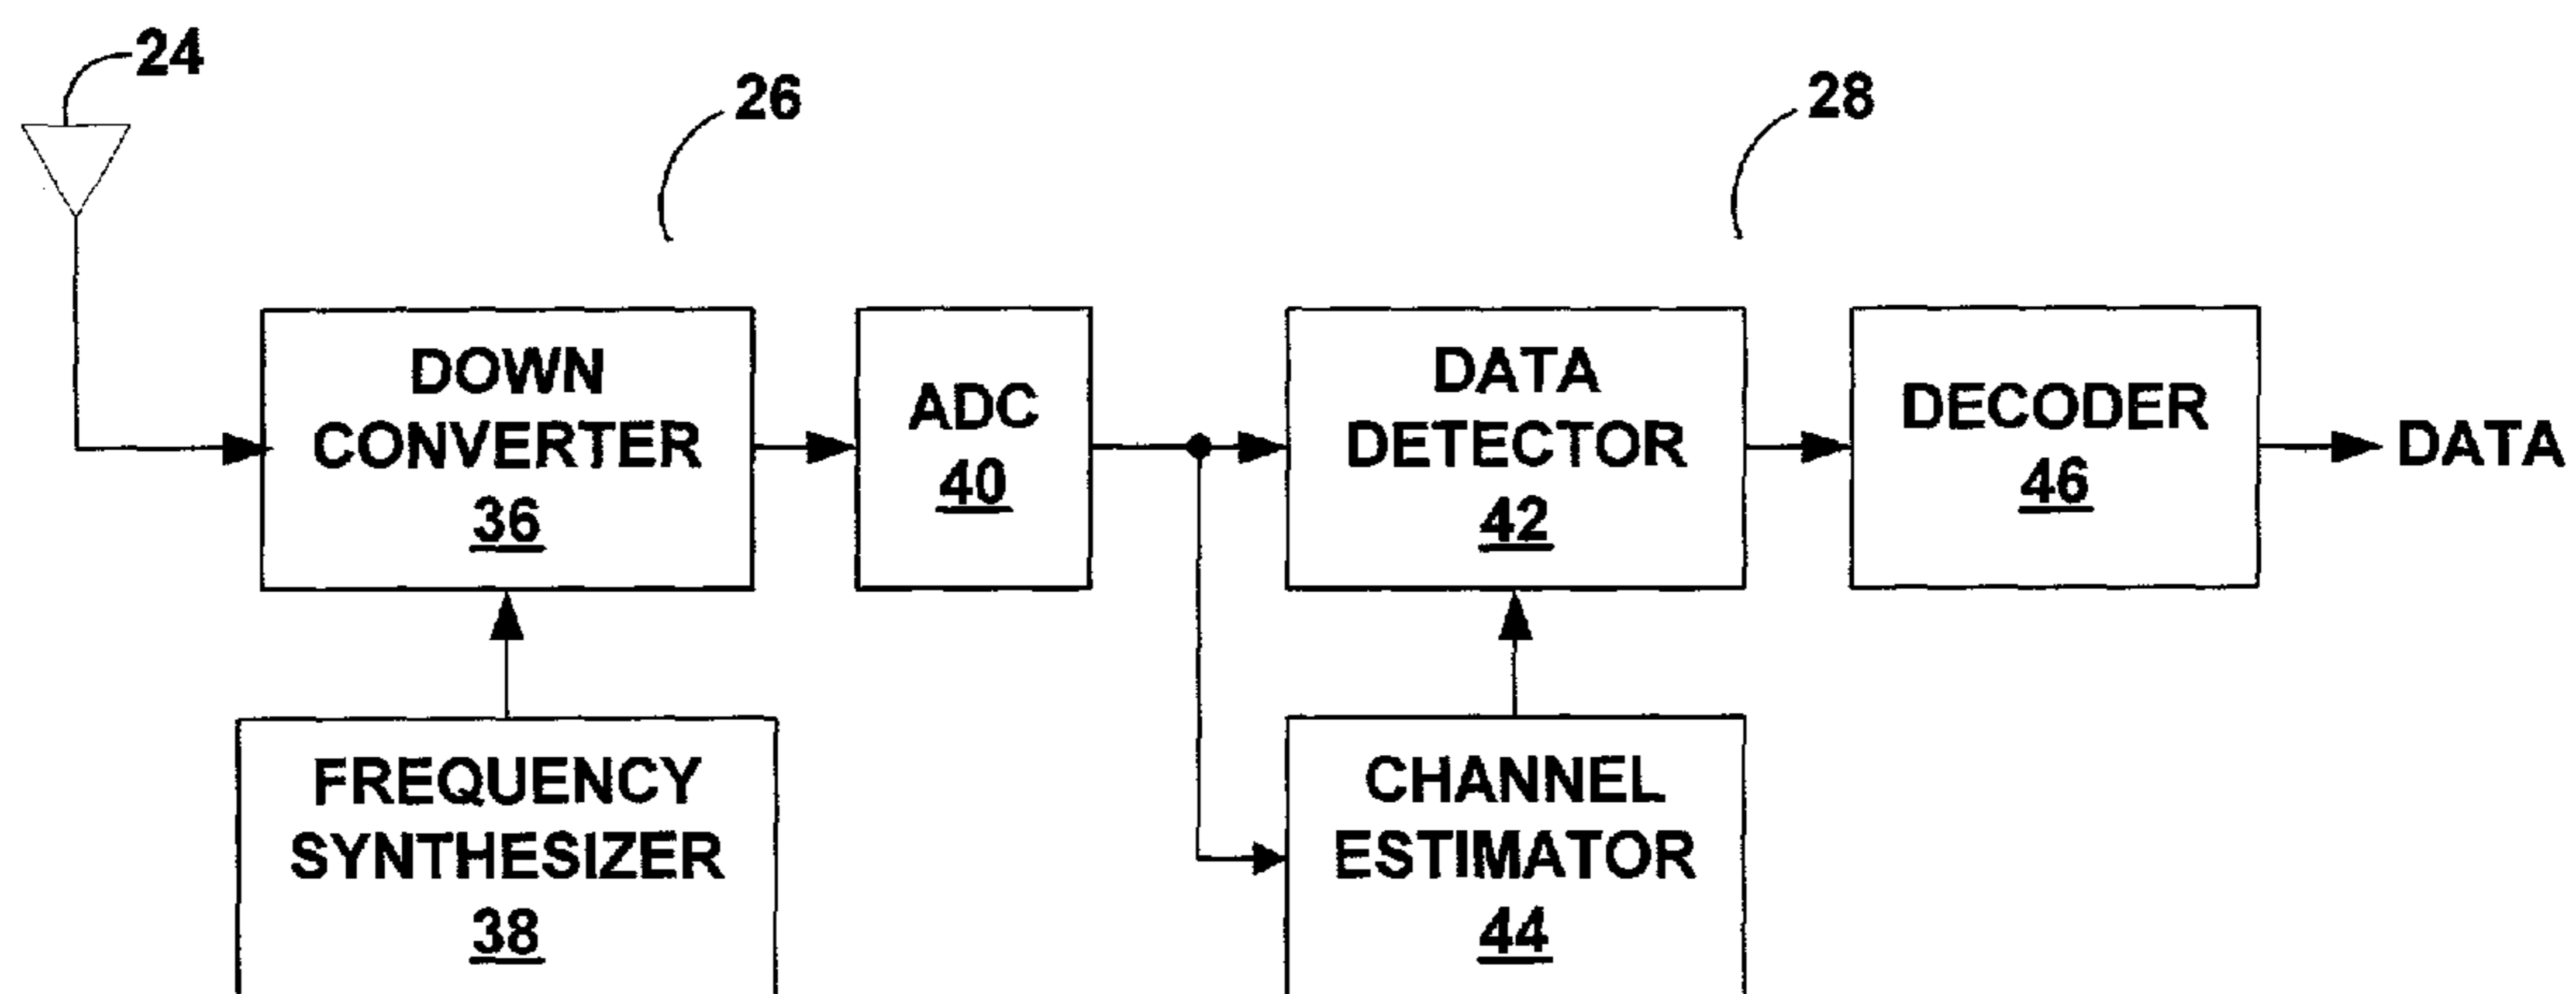 24
26
28
DOWN
CONVERTER
36
ADC
40
DATA
DETECTOR
42
DECODER
46
DATA
FREQUENCY
SYNTHESIZER
38
CHANNEL
ESTIMATOR
44